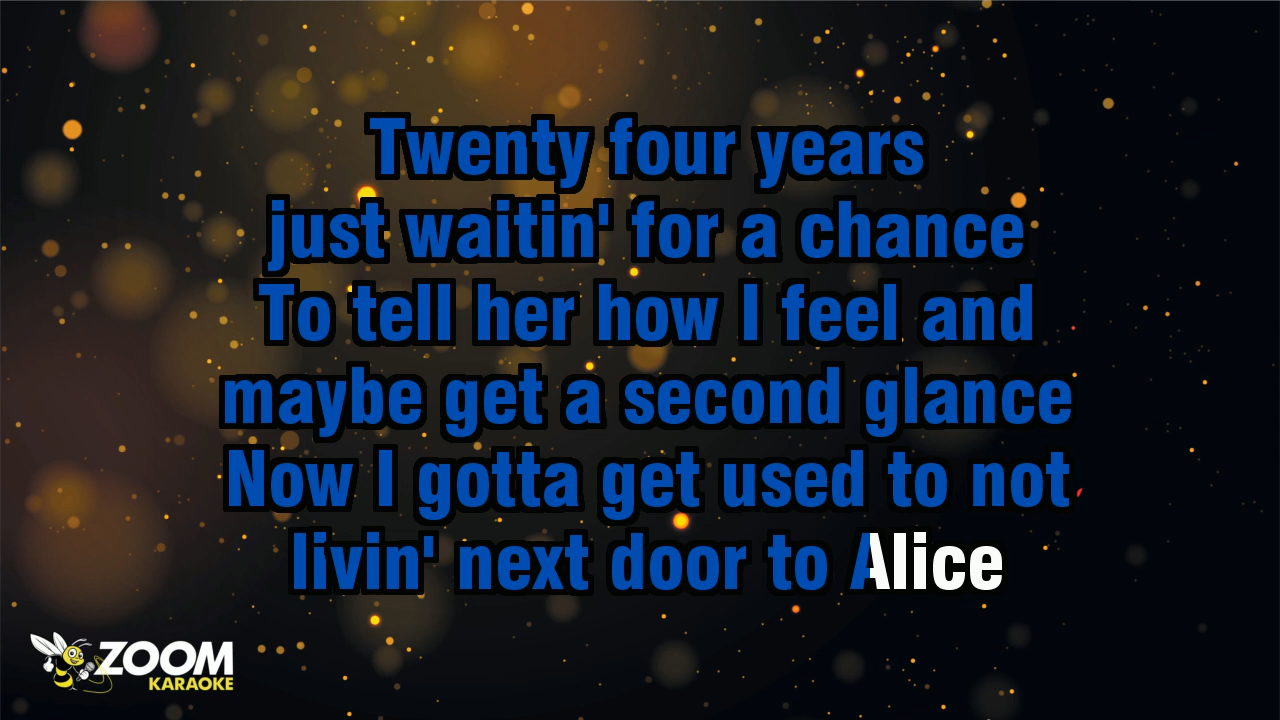 Twenty four years
just waitin' for a chance
To tell her how I feel and
maybe get a second glance
Now I gotta get used to not
livin' next door to Alice
ZOOM
KARAOKE